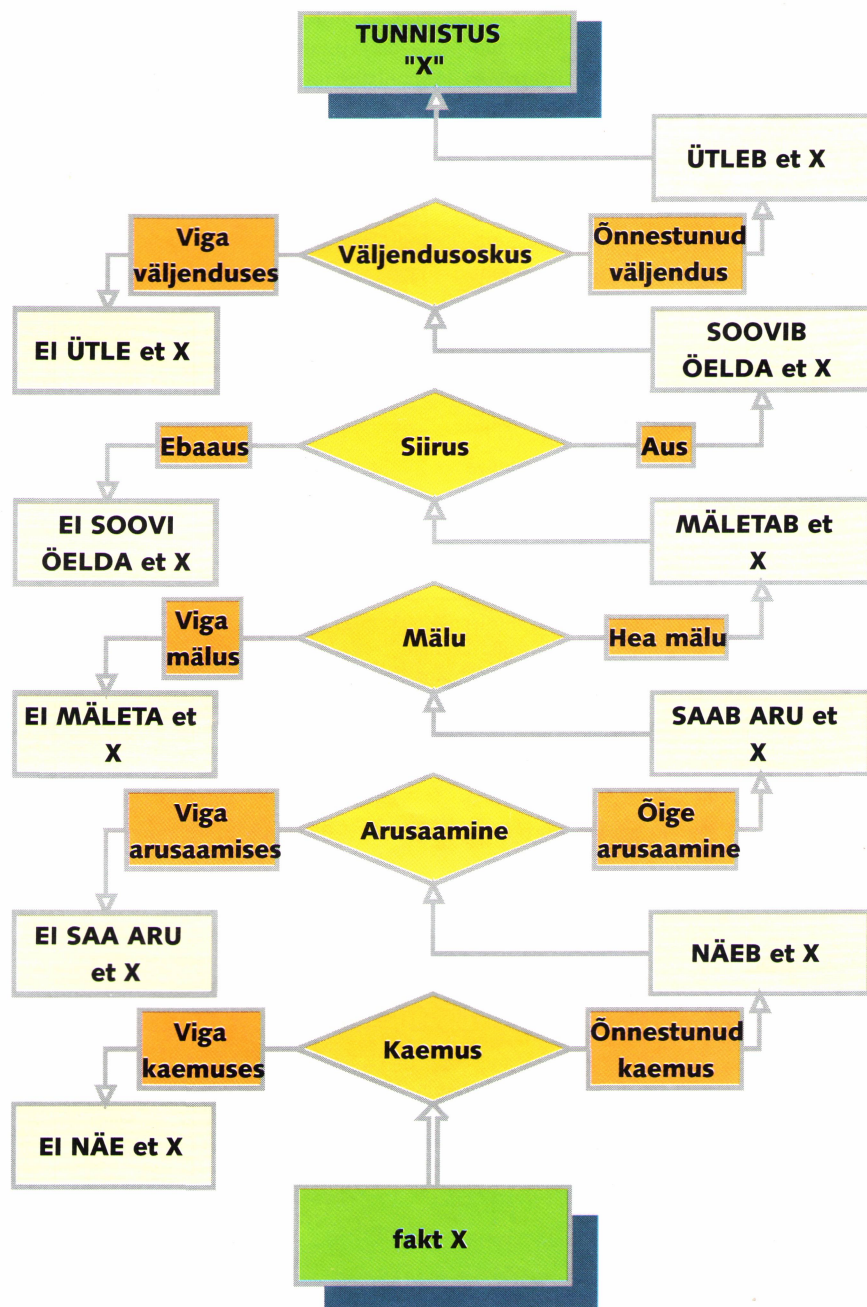 TUNNISTUS
"X"
ÜTLEB et X
Viga
väljenduses
Väljendusoskus
Õnnestunud
väljendus
EI ÜTLE et X
SOOVIB
ÖELDA et X
Ebaaus
Siirus
Aus
EI SOOVI
ÖELDA et X
MÄLETAB et
X
Viga
mälus
Mälu
Hea mälu
EI MÄLETA et
X
SAAB ARU et
X
Viga
arusaamises
Arusaamine
Õige
arusaamine
EI SAA ARU
et X
NÄEB et X
Viga
kaemuses
Kaemus
Õnnestunud
kaemus
EI NÄE et X
fakt X